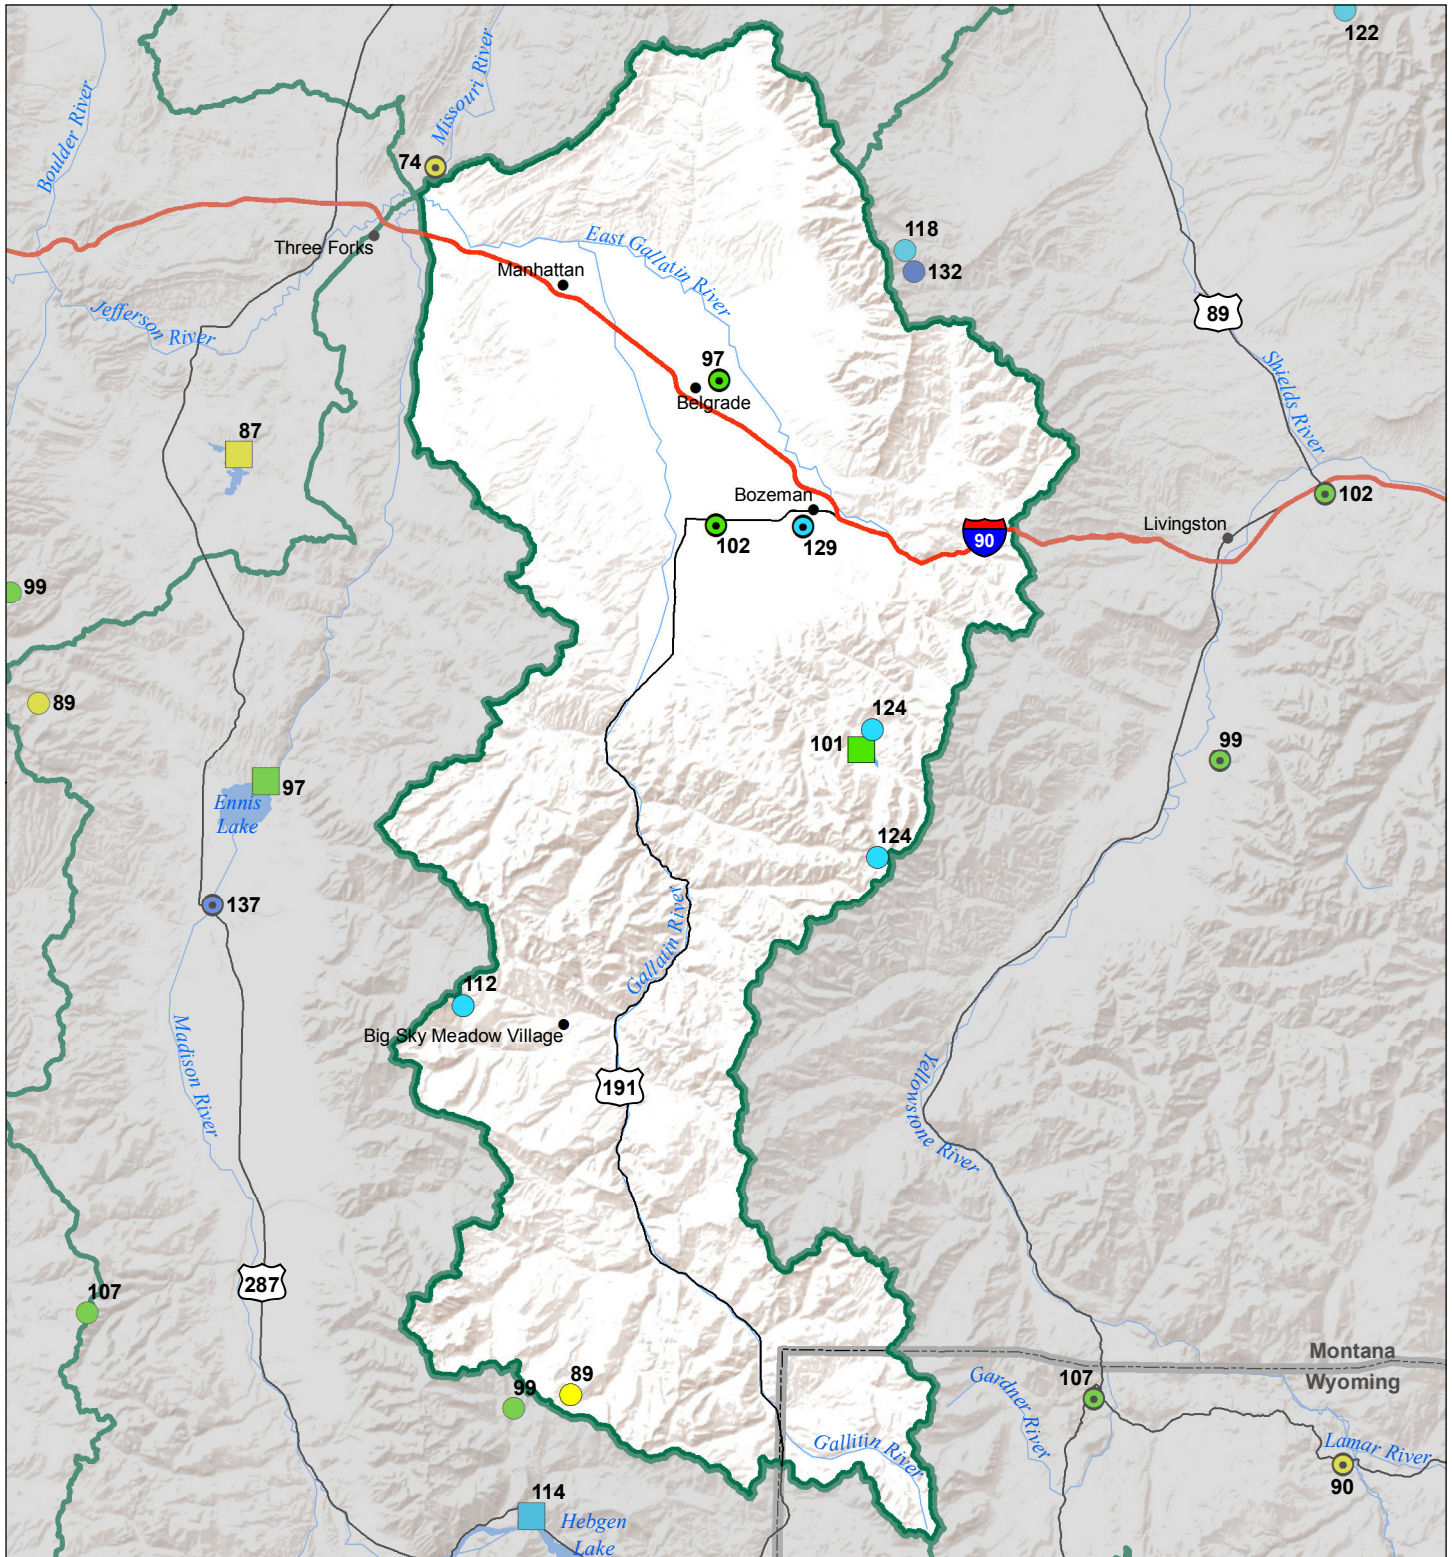 122
Missouri River
Boulder River
74
118
132
Three Forks
East Gallatin River
Manhattan
89
Jefferson River
Shields River
97
Belgrade
87
Bozeman
102
102
129
90
Livingston
99
89
124
101
99
97
Ennis
Lake
124
137
Gallatin River
112
Big Sky Meadow Village
Madison River
191
Yellowstone River
287
107
Montana
Wyoming
89
99
107
Gardner River
Gallitin River
Lamar River
90
114
Hebgen
Lake